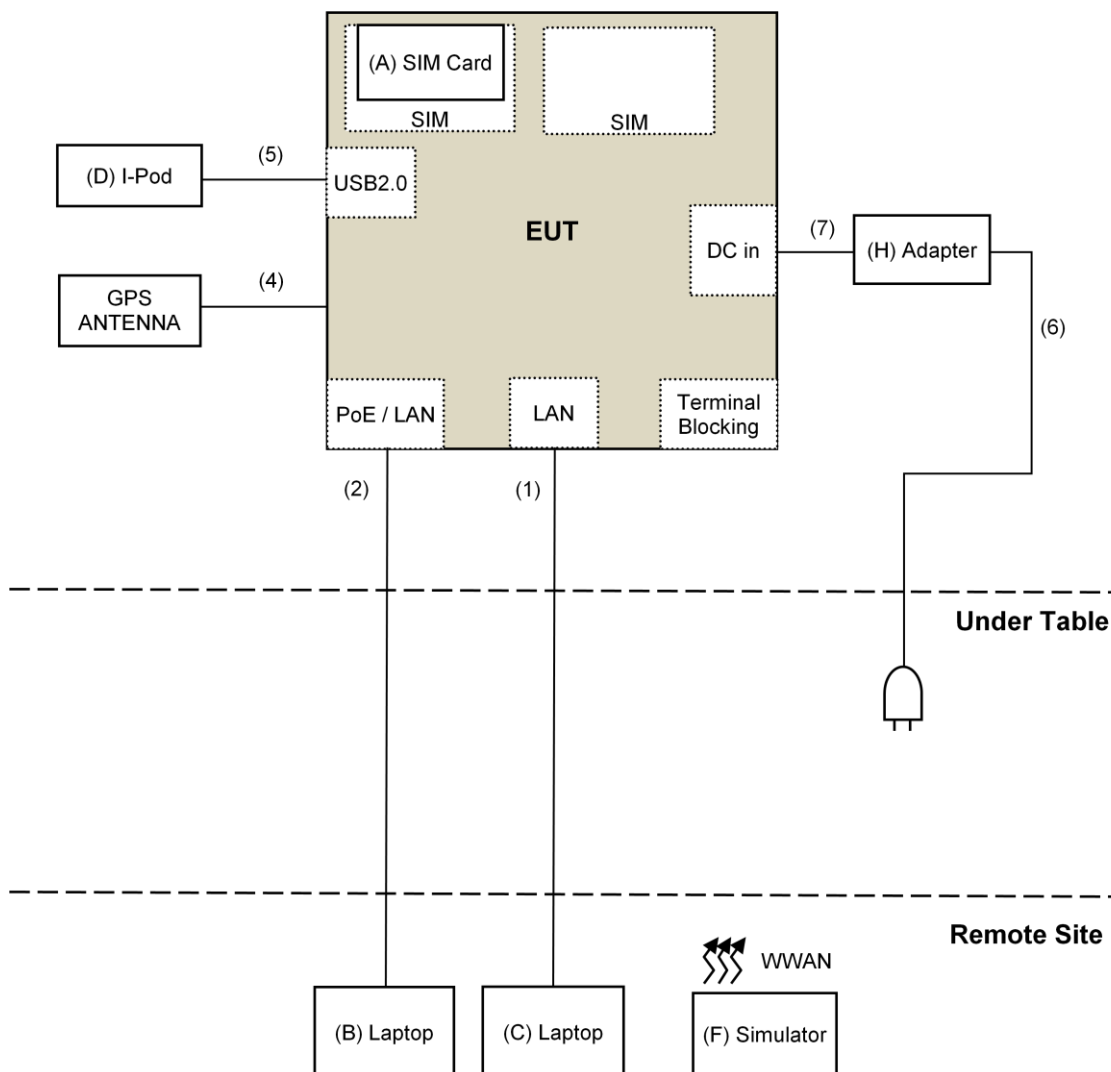 (A) SIM Card
SIM
SIM
(5)
(D) I-Pod
USB2.0
EUT
(7)
DC in
(H) Adapter
(4)
GPS
ANTENNA
(6)
PoE / LAN
LAN
Terminal
Blocking
(2)
(1)
Under Table
Remote Site
WWAN
(B) Laptop
(C) Laptop
(F) Simulator